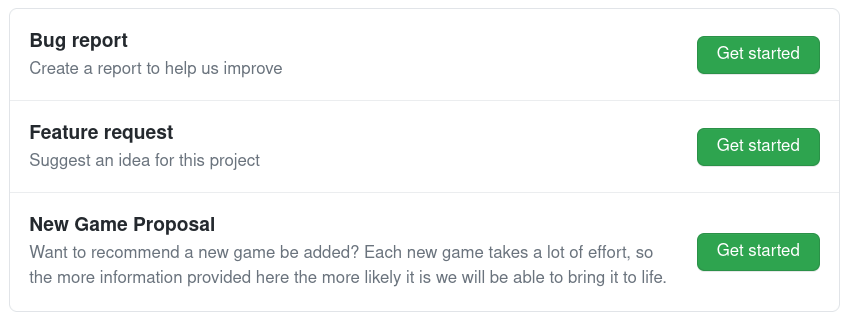 Bug report
Create a report to help us improve
Get started
Feature request
Suggest an idea for this project
Get started
New Game Proposal
Want to recommend a new game be added? Each new game takes a lot of effort, so
the more information provided here the more likely it is we will be able to bring it to life.
Get started